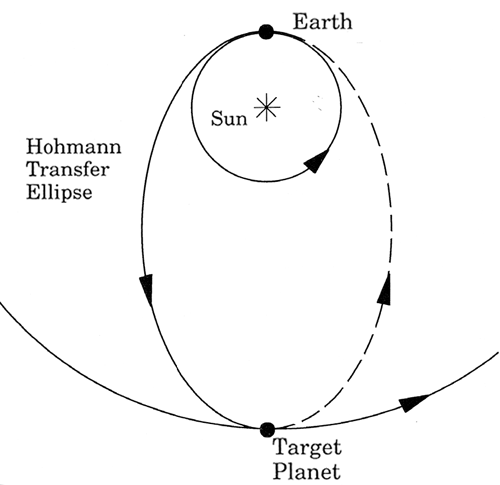 Earth
Sun
Hohmann
Transfer
Ellipse
Target
Planet